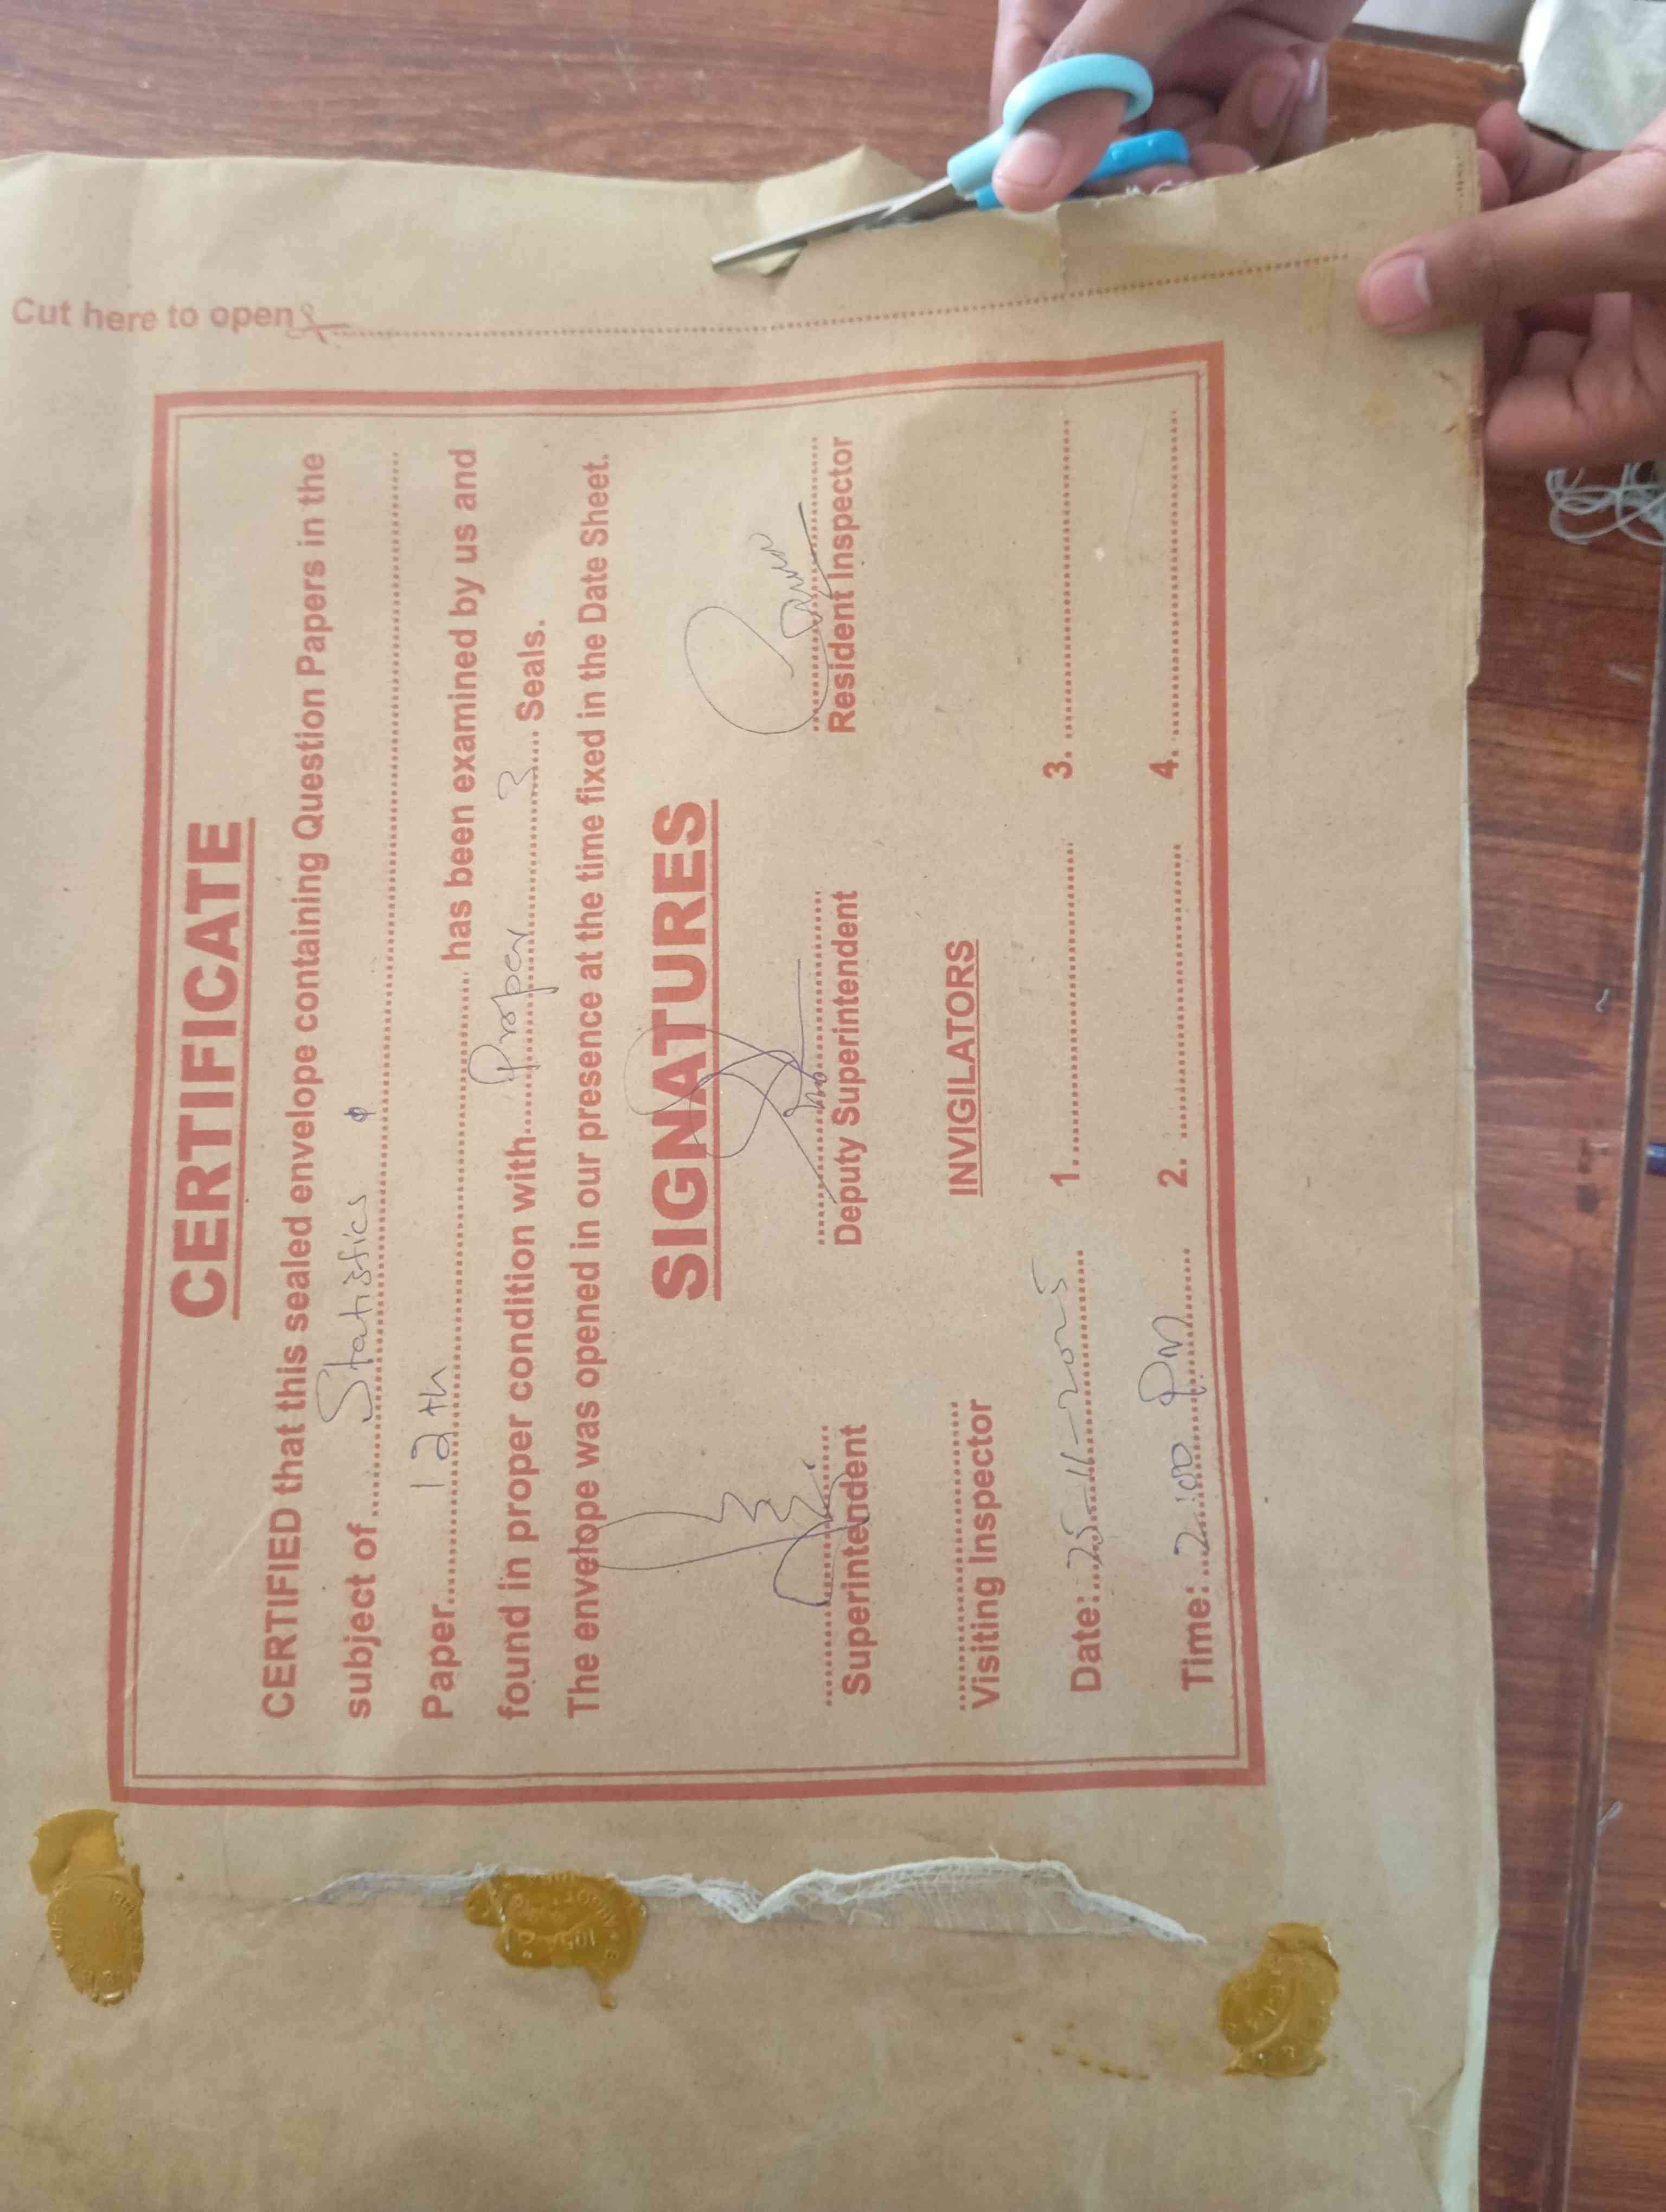 Cut here to open
CERTIFICATE
CERTIFIED that this sealed envelope containing Question Papers in the
subject of Statistics
Paper 12th has been examined by us and
found in proper condition with Proper 3 Seals.
The envelope was opened in our presence at the time fixed in the Date Sheet.
SIGNATURES
Superintendent Deputy Superintendent Resident Inspector
Visiting Inspector INVIGILATORS
Date: 25-11-2025 1. 3.
Time: 2:00 PM 2. 4.